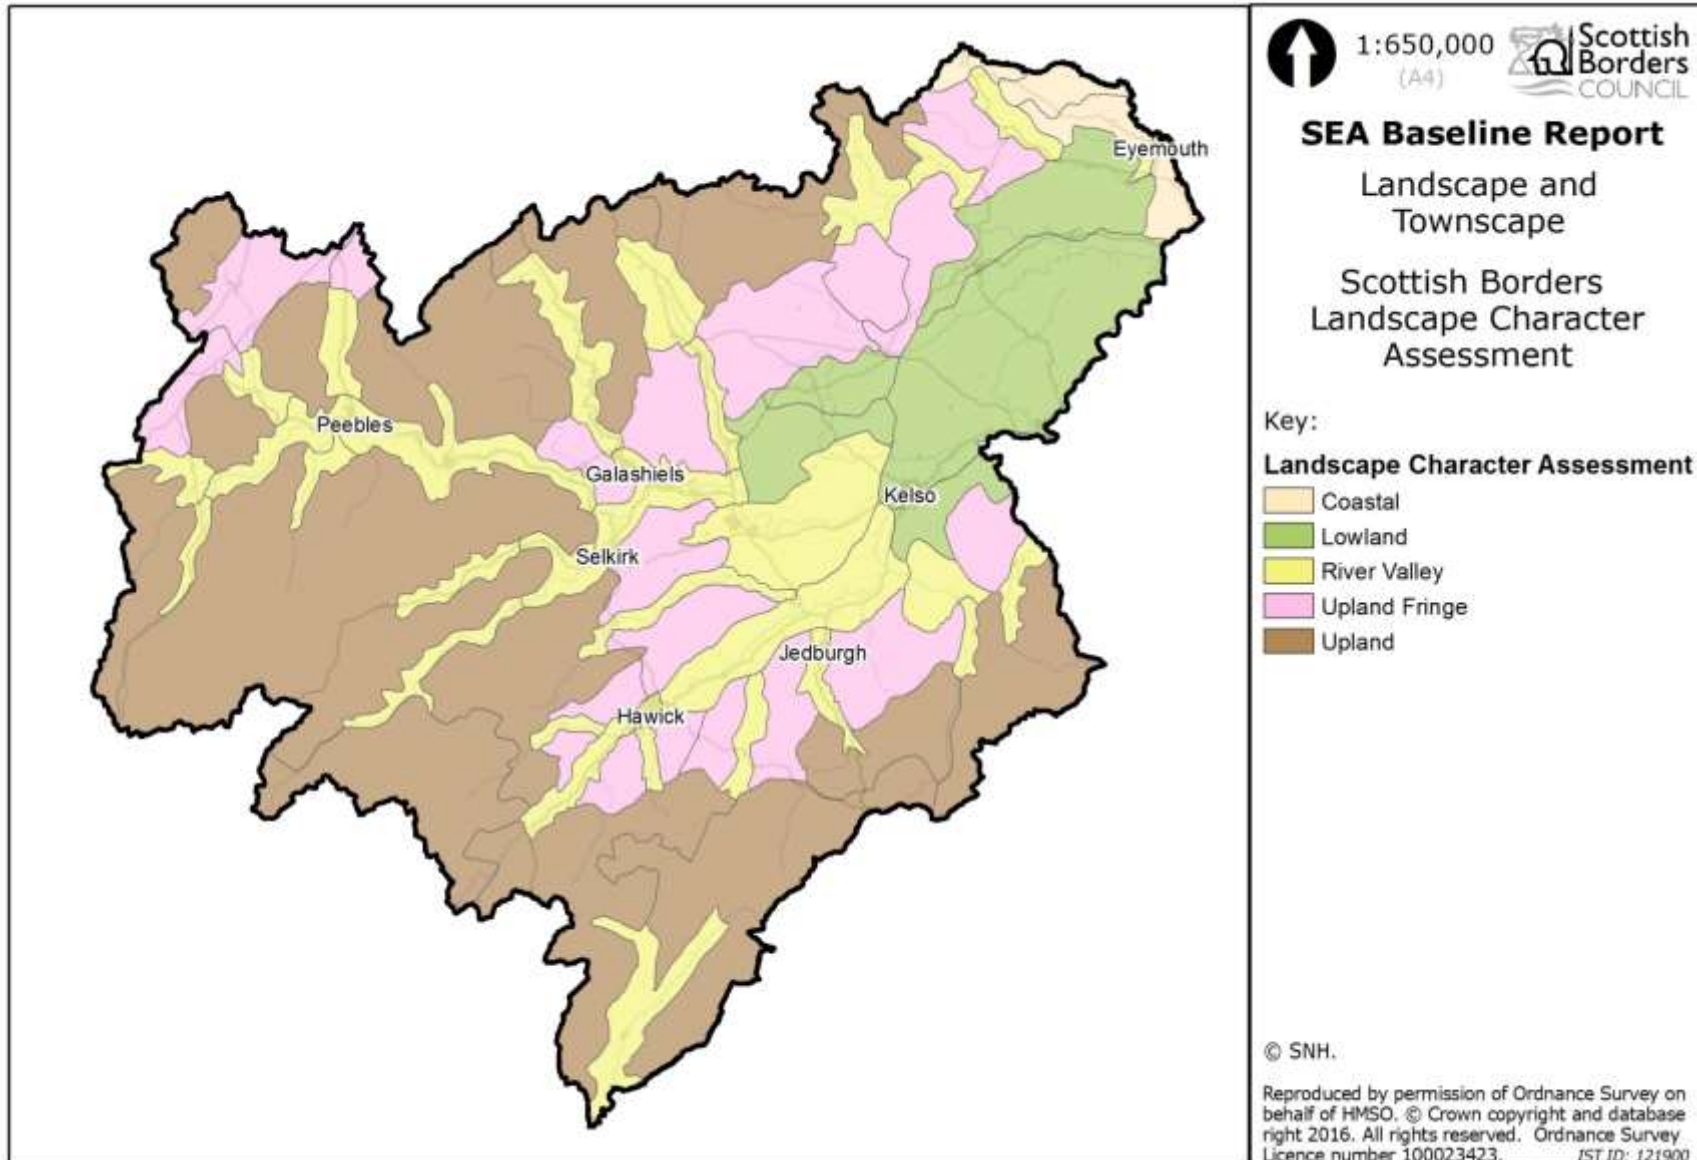 1:650,000
(A4)
Scottish
Borders
COUNCIL
SEA Baseline Report
Landscape and
Townscape
Scottish Borders
Landscape Character
Assessment
Key:
Landscape Character Assessment
Coastal
Lowland
River Valley
Upland Fringe
Upland
© SNH.
Reproduced by permission of Ordnance Survey on
behalf of HMSO. © Crown copyright and database
right 2016. All rights reserved. Ordnance Survey
Licence number 100023423. IST ID: 121900
Eyemouth
Peebles
Galashiels
Kelso
Selkirk
Jedburgh
Hawick